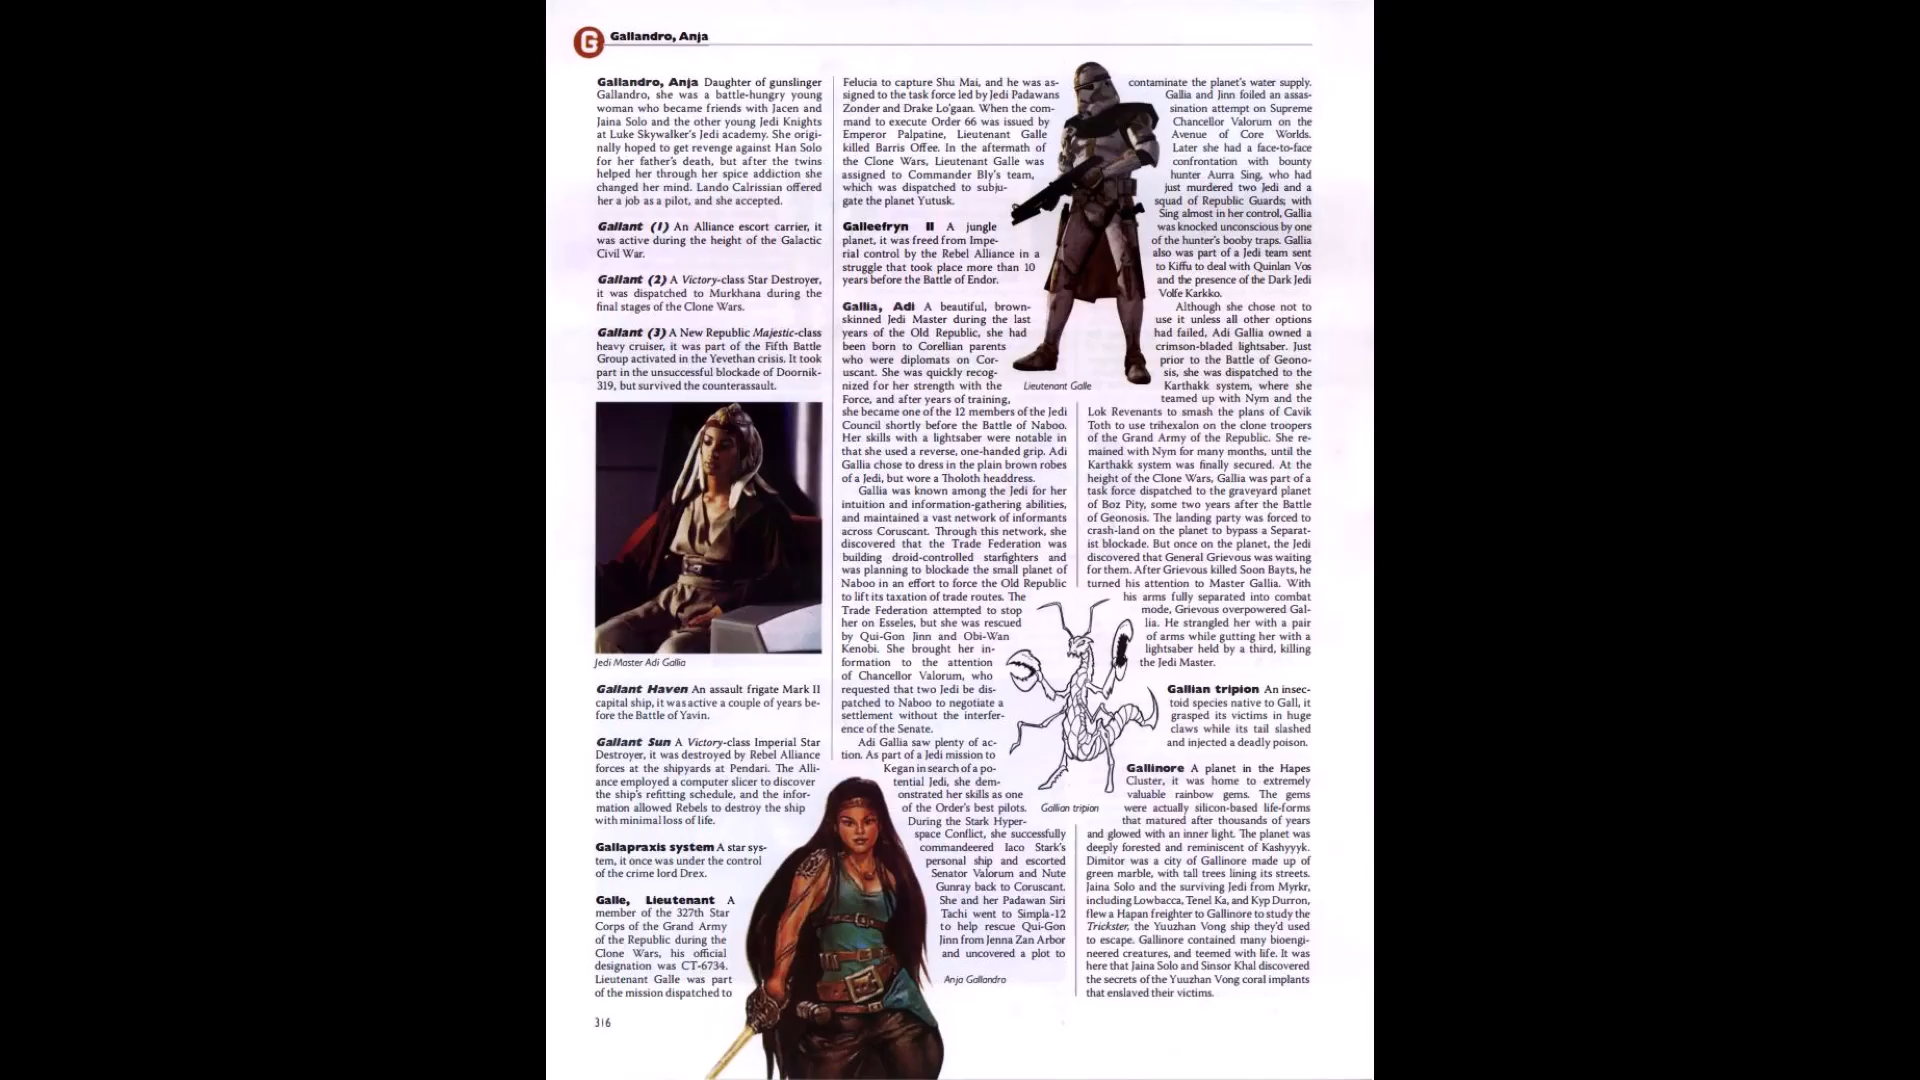 G Gallandro, Anja
Gallandro, Anja Daughter of gunslinger
Gallandro, she was a battle-hungry young
woman who became friends with Jacen and
Jaina Solo and the other young Jedi Knights
at Luke Skywalker's Jedi academy. She origi-
nally hoped to get revenge against Han Solo
for her father's death, but after the twins
helped her through her spice addiction she
changed her mind. Lando Calrissian offered
her a job as a pilot, and she accepted.
Gallant (1) An Alliance escort carrier, it
was active during the height of the Galactic
Civil War.
Gallant (2) A Victory-class Star Destroyer,
it was dispatched to Murkhana during the
final stages of the Clone Wars.
Gallant (3) A New Republic Majestic-class
heavy cruiser, it was part of the Fifth Battle
Group activated in the Yevethan crisis. It took
part in the unsuccessful blockade of Doornik-
319, but survived the counterassault.
Jedi Master Adi Gallia
Gallant Haven An assault frigate Mark II
capital ship, it was active a couple of years be-
fore the Battle of Yavin.
Gallant Sun A Victory-class Imperial Star
Destroyer, it was destroyed by Rebel Alliance
forces at the shipyards at Pendari. The Alli-
ance employed a computer slicer to discover
the ship's refitting schedule, and the infor-
mation allowed Rebels to destroy the ship
with minimal loss of life.
Gallapraxis system A star sys-
tem, it once was under the control
of the crime lord Drex.
Galle, Lieutenant A
member of the 327th Star
Corps of the Grand Army
of the Republic during the
Clone Wars, his official
designation was CT-6734.
Lieutenant Galle was part
of the mission dispatched to
Felucia to capture Shu Mai, and he was as-
signed to the task force led by Jedi Padawans
Zonder and Drake Lo'gaan. When the com-
mand to execute Order 66 was issued by
Emperor Palpatine, Lieutenant Galle
killed Barris Offee. In the aftermath of
the Clone Wars, Lieutenant Galle was
assigned to Commander Bly's team,
which was dispatched to subju-
gate the planet Yutusk.
Galleefryn II A jungle
planet, it was freed from Impe-
rial control by the Rebel Alliance in a
struggle that took place more than 10
years before the Battle of Endor.
Gallia, Adi A beautiful, brown-
skinned Jedi Master during the last
years of the Old Republic, she had
been born to Corellian parents
who were diplomats on Cor-
uscant. She was quickly recog-
nized for her strength with the
Force, and after years of training,
she became one of the 12 members of the Jedi
Council shortly before the Battle of Naboo.
Her skills with a lightsaber were notable in
that she used a reverse, one-handed grip. Adi
Gallia chose to dress in the plain brown robes
of a Jedi, but wore a Tholoth headdress.
Gallia was known among the Jedi for her
intuition and information-gathering abilities,
and maintained a vast network of informants
across Coruscant. Through this network, she
discovered that the Trade Federation was
building droid-controlled starfighters and
was planning to blockade the small planet of
Naboo in an effort to force the Old Republic
to lift its taxation of trade routes. The
Trade Federation attempted to stop
her on Esseles, but she was rescued
by Qui-Gon Jinn and Obi-Wan
Kenobi. She brought her in-
formation to the attention
of Chancellor Valorum, who
requested that two Jedi be dis-
patched to Naboo to negotiate a
settlement without the interfer-
ence of the Senate.
Adi Gallia saw plenty of ac-
tion. As part of a Jedi mission to
Kegan in search of a po-
tential Jedi, she dem-
onstrated her skills as one
of the Order's best pilots.
During the Stark Hyper-
space Conflict, she successfully
commandeered Iaco Stark's
personal ship and escorted
Senator Valorum and Nute
Gunray back to Coruscant.
She and her Padawan Siri
Tachi went to Simpla-12
to help rescue Qui-Gon
Jinn from Jenna Zan Arbor
and uncovered a plot to
Anja Gallandro
Lieutenant Galle
contaminate the planet's water supply.
Gallia and Jinn foiled an assas-
sination attempt on Supreme
Chancellor Valorum on the
Avenue of Core Worlds.
Later she had a face-to-face
confrontation with bounty
hunter Aurra Sing, who had
just murdered two Jedi and a
squad of Republic Guards; with
Sing almost in her control, Gallia
was knocked unconscious by one
of the hunter's booby traps. Gallia
also was part of a Jedi team sent
to Kiffu to deal with Quinlan Vos
and the presence of the Dark Jedi
Volfe Karkko.
Although she chose not to
use it unless all other options
had failed, Adi Gallia owned a
crimson-bladed lightsaber. Just
prior to the Battle of Geono-
sis, she was dispatched to the
Karthakk system, where she
teamed up with Nym and the
Lok Revenants to smash the plans of Cavik
Toth to use trihexalon on the clone troopers
of the Grand Army of the Republic. She re-
mained with Nym for many months, until the
Karthakk system was finally secured. At the
height of the Clone Wars, Gallia was part of a
task force dispatched to the graveyard planet
of Boz Pity, some two years after the Battle
of Geonosis. The landing party was forced to
crash-land on the planet to bypass a Separat-
ist blockade. But once on the planet, the Jedi
discovered that General Grievous was waiting
for them. After Grievous killed Soon Bayts, he
turned his attention to Master Gallia. With
his arms fully separated into combat
mode, Grievous overpowered Gal-
lia. He strangled her with a pair
of arms while gutting her with a
lightsaber held by a third, killing
the Jedi Master.
Gallian tripion An insec-
toid species native to Gall, it
grasped its victims in huge
claws while its tail slashed
and injected a deadly poison.
Gallian tripion
Gallinore A planet in the Hapes
Cluster, it was home to extremely
valuable rainbow gems. The gems
were actually silicon-based life-forms
that matured after thousands of years
and glowed with an inner light. The planet was
deeply forested and reminiscent of Kashyyyk.
Dimitor was a city of Gallinore made up of
green marble, with tall trees lining its streets.
Jaina Solo and the surviving Jedi from Myrkr,
including Lowbacca, Tenel Ka, and Kyp Durron,
flew a Hapan freighter to Gallinore to study the
Trickster, the Yuuzhan Vong ship they'd used
to escape. Gallinore contained many bioengi-
neered creatures, and teemed with life. It was
here that Jaina Solo and Sinsor Khal discovered
the secrets of the Yuuzhan Vong coral implants
that enslaved their victims.
316